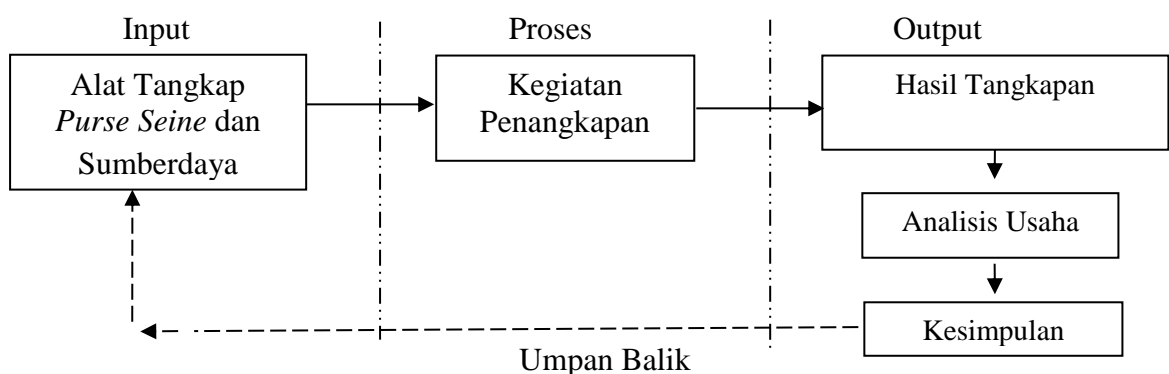 Input
Proses
Output
Alat Tangkap
Purse Seine dan
Sumberdaya
Kegiatan
Penangkapan
Hasil Tangkapan
Analisis Usaha
Kesimpulan
Umpan Balik